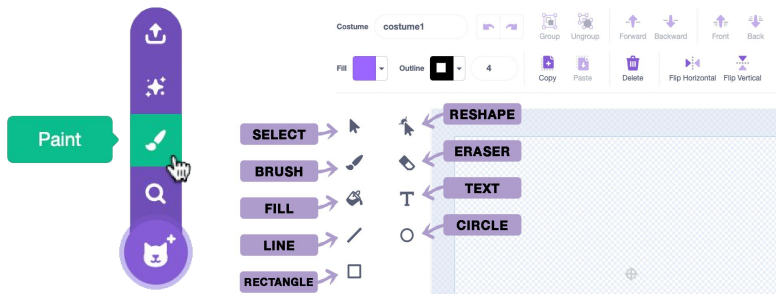 Paint
Costume costume1
Group Ungroup Forward Backward Front Back
Fill Outline 4
Copy Paste Delete Flip Horizontal Flip Vertical
SELECT
BRUSH
FILL
LINE
RECTANGLE
RESHAPE
ERASER
TEXT
T
CIRCLE